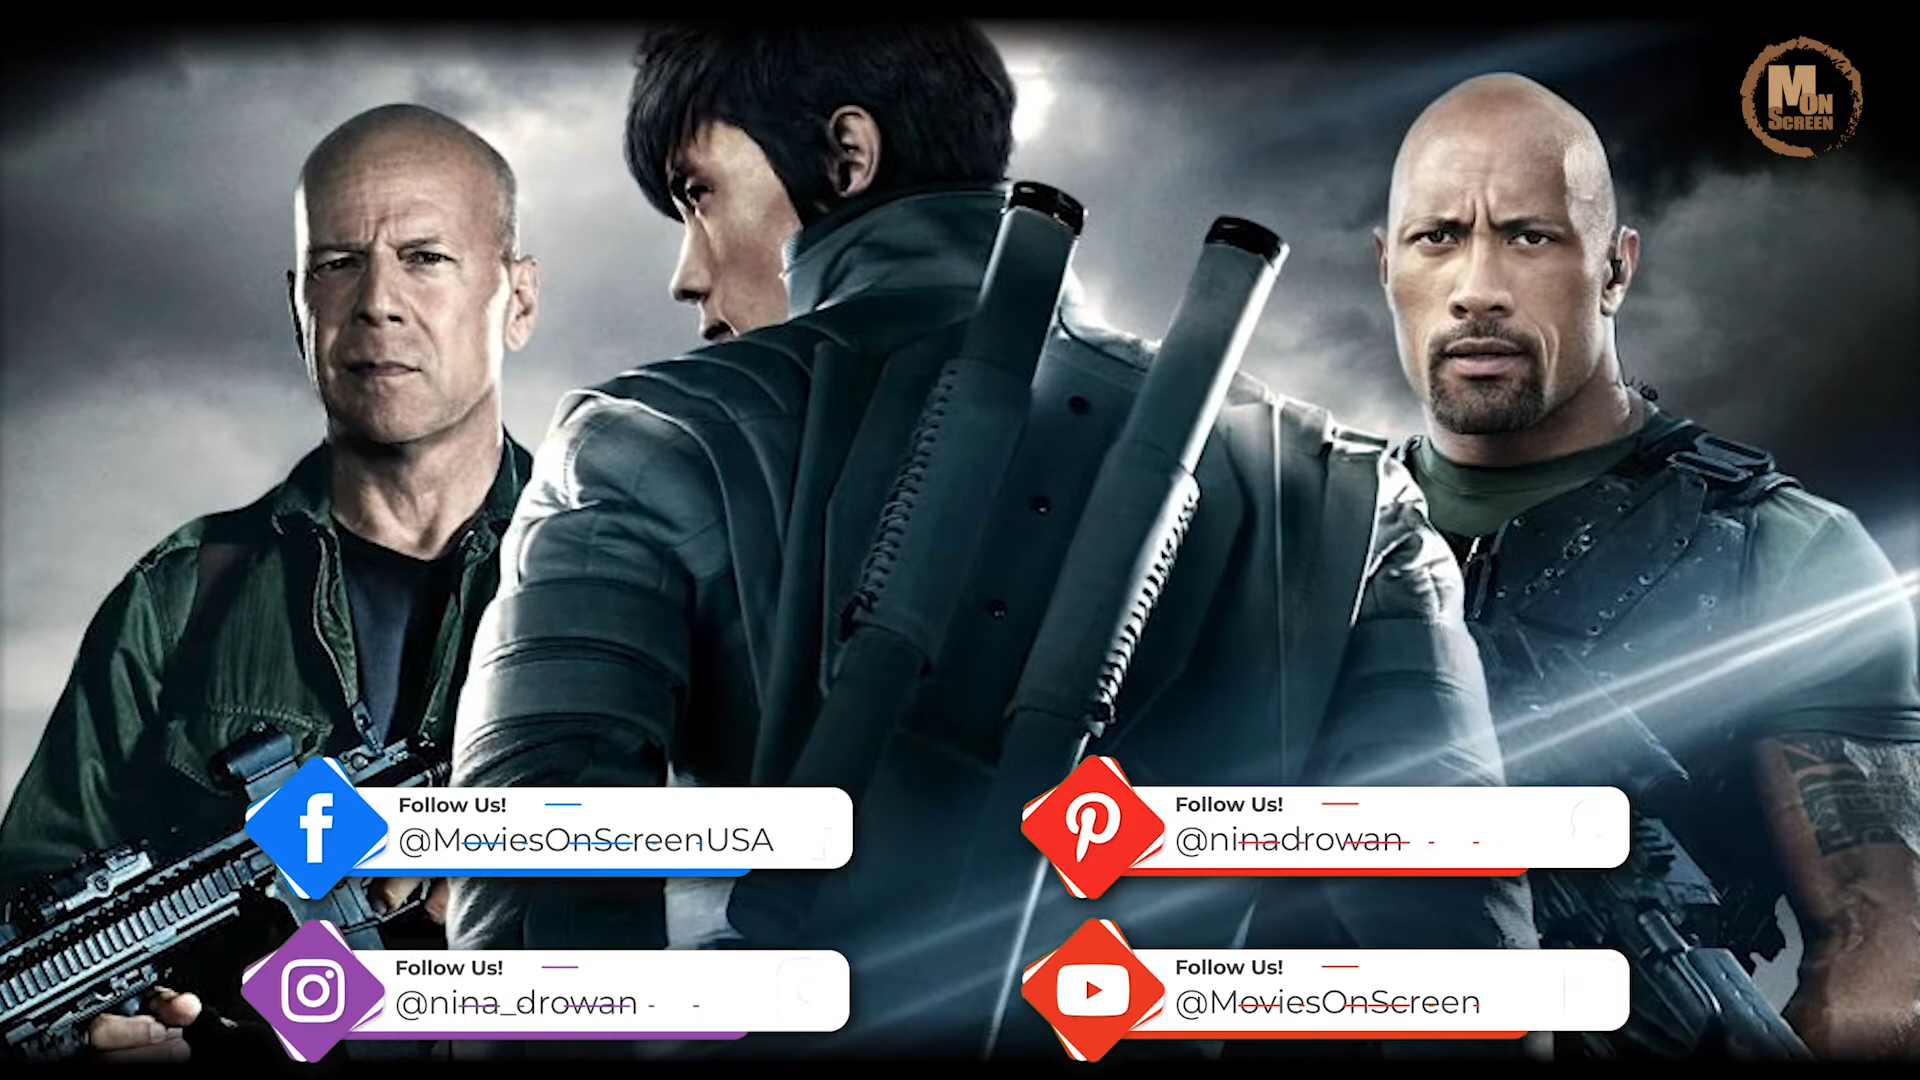 M ON
SCREEN
Follow Us!
@MoviesOnScreenUSA
Follow Us!
@ninadrowan
Follow Us!
@nina_drowan
Follow Us!
@MoviesOnScreen